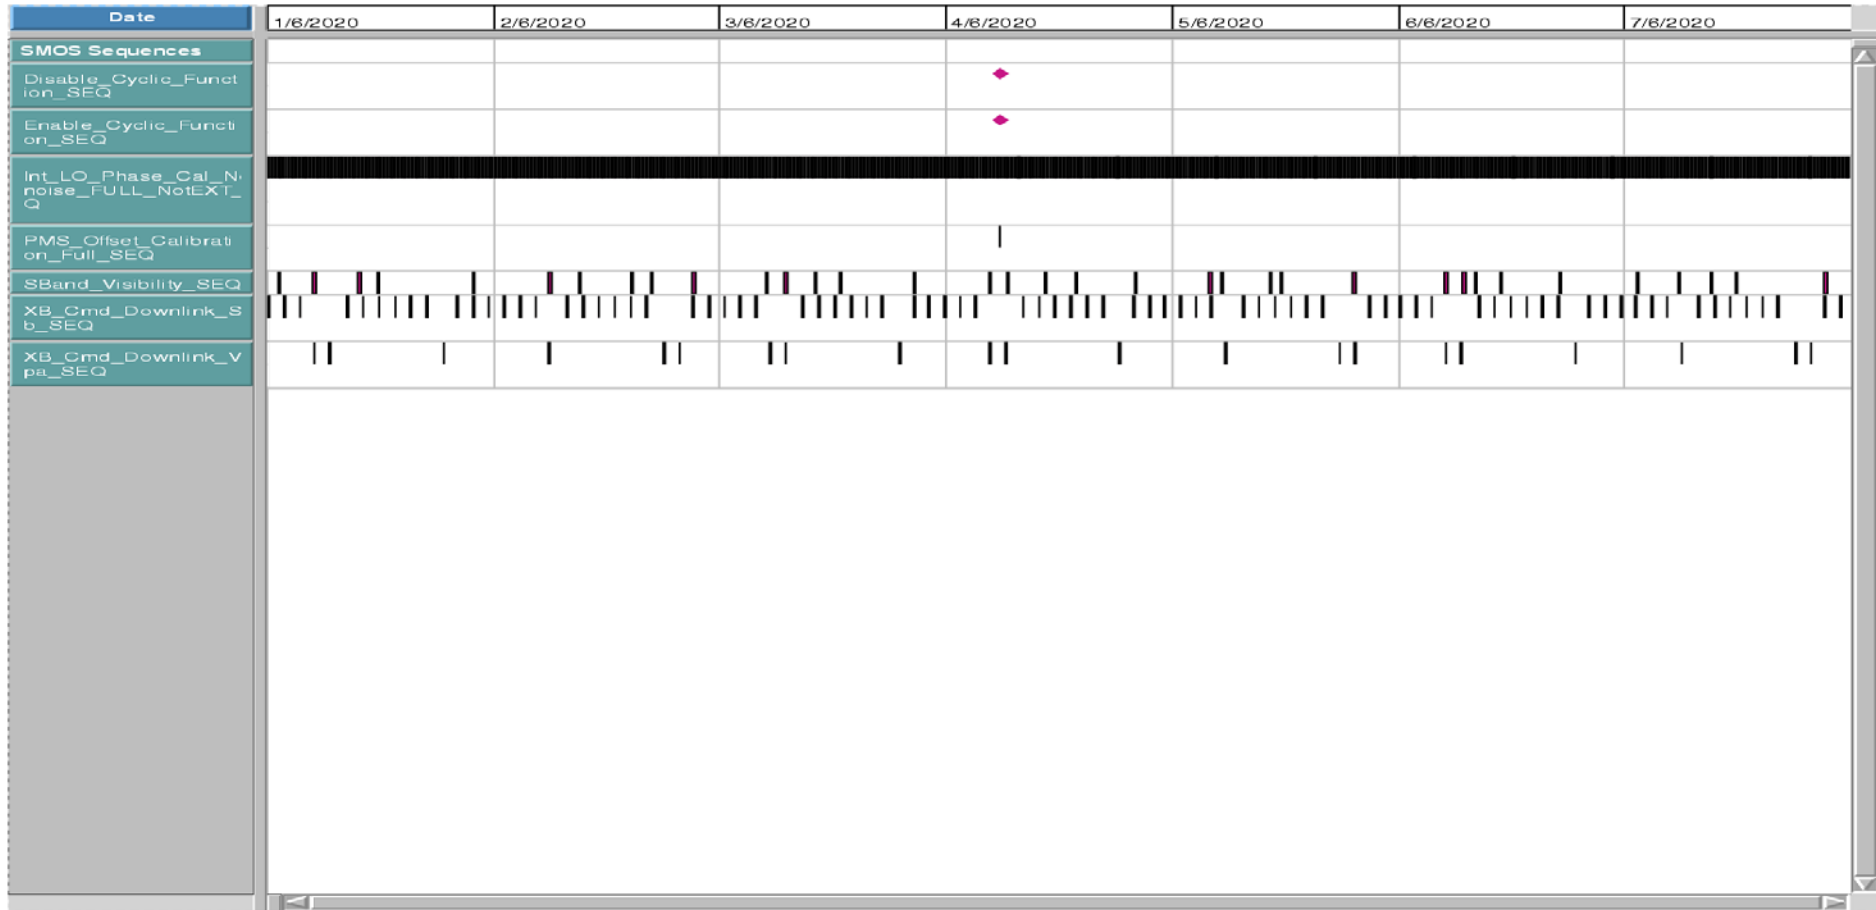 Date
1/6/2020 2/6/2020 3/6/2020 4/6/2020 5/6/2020 6/6/2020 7/6/2020
SMOS Sequences
Disable_Cyclic_Funct
ion_SEQ
Enable_Cyclic_Functi
on_SEQ
Int_LO_Phase_Cal_N
noise_FULL_NotEXT_
Q
PMS_Offset_Calibrati
on_Full_SEQ
SBand_Visibility_SEQ
XB_Cmd_Downlink_S
b_SEQ
XB_Cmd_Downlink_V
pa_SEQ